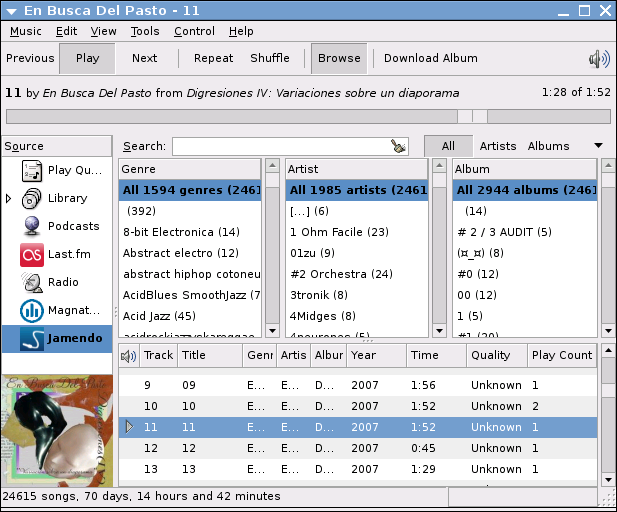 En Busca Del Pasto - 11
Music Edit View Tools Control Help
Previous Play Next Repeat Shuffle Browse Download Album
11 by En Busca Del Pasto from Digresiones IV: Variaciones sobre un diaporama 1:28 of 1:52
Source
Play Qu...
Library
Podcasts
Last.fm
Radio
Magnat...
Jamendo
Search: All Artists Albums
Genre Artist Album
All 1594 genres (2461 All 1985 artists (2461 All 2944 albums (2461
(392) [...] (6) (14)
8-bit Electronica (14) 1 Ohm Facile (23) # 2 / 3 AUDIT (5)
Abstract electro (12) 01zu (9) (¤_¤) (8)
abstract hiphop cotoneu #2 Orchestra (24) #0 (12)
AcidBlues SmoothJazz (7 3tronik (8) 00 (12)
Acid Jazz (45) 4Midges (8) 1 (5)
4neurones (5) #1 (20)
Track Title Genr Artis Albur Year Time Quality Play Count
9 09 E... E... D... 2007 1:56 Unknown 1
10 10 E... E... D... 2007 1:52 Unknown 2
11 11 E... E... D... 2007 1:52 Unknown 1
12 12 E... E... D... 2007 0:45 Unknown 1
13 13 E... E... D... 2007 1:29 Unknown 1
En Busca Del Pasto
24615 songs, 70 days, 14 hours and 42 minutes